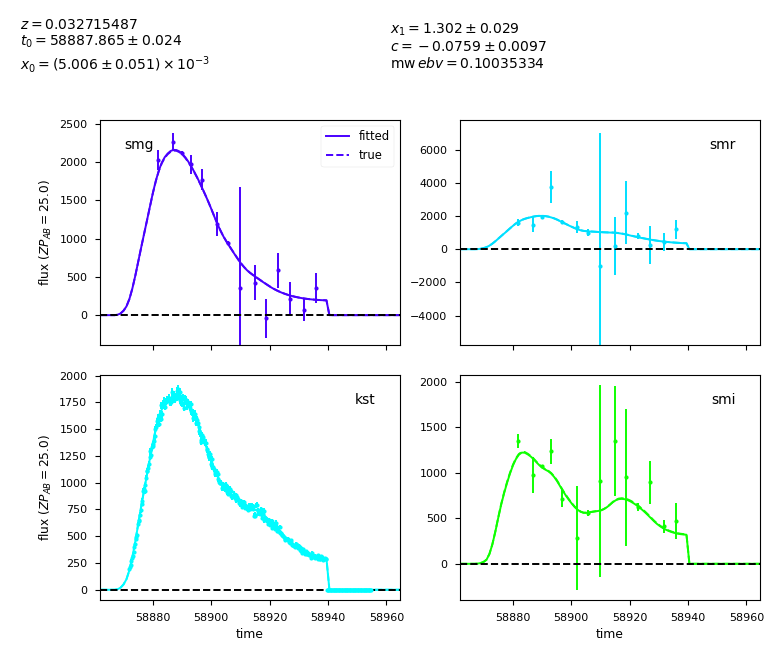 z = 0.032715487
t₀ = 58887.865 ± 0.024
x₀ = (5.006 ± 0.051) × 10⁻³
x₁ = 1.302 ± 0.029
c = −0.0759 ± 0.0097
mw ebv = 0.10035334
2500
2000
1500
1000
500
0
flux (ZP_AB = 25.0)
smg
fitted
true
6000
4000
2000
0
−2000
−4000
smr
2000
1750
1500
1250
1000
750
500
250
0
flux (ZP_AB = 25.0)
kst
58880 58900 58920 58940 58960
time
2000
1500
1000
500
0
smi
58880 58900 58920 58940 58960
time